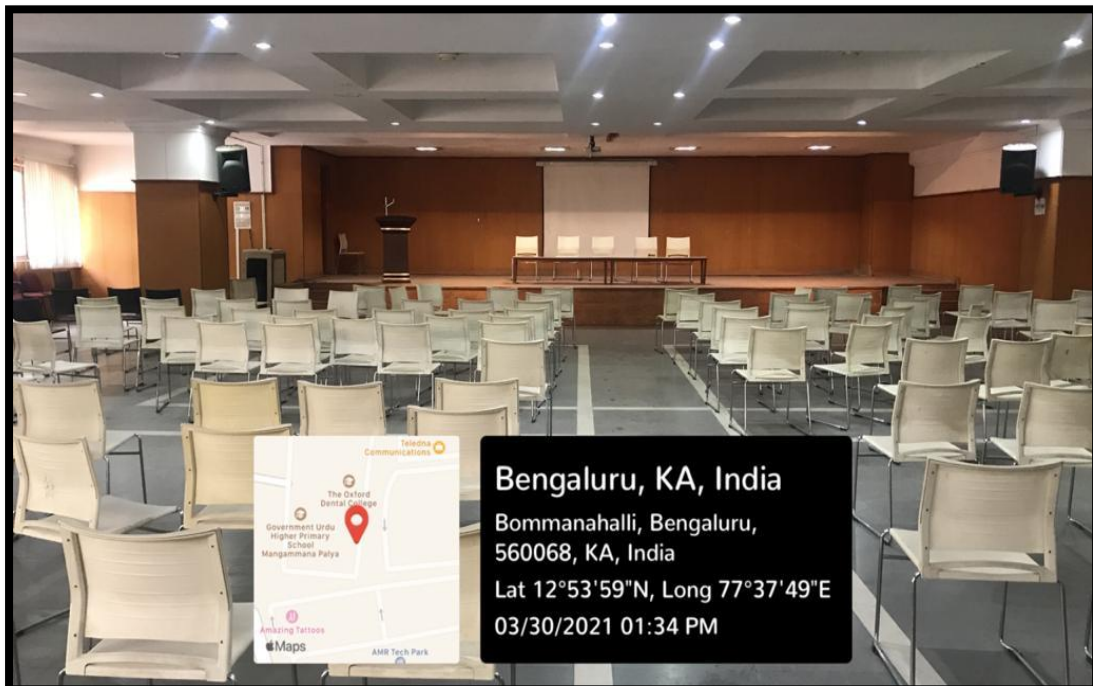 Teledna
Communications
The Oxford
Dental College
Government Urdu
Higher Primary
School
Mangammana Palya
Amazing Tattoos
Maps
AMR Tech Park
Bengaluru, KA, India
Bommanahalli, Bengaluru,
560068, KA, India
Lat 12°53'59"N, Long 77°37'49"E
03/30/2021 01:34 PM